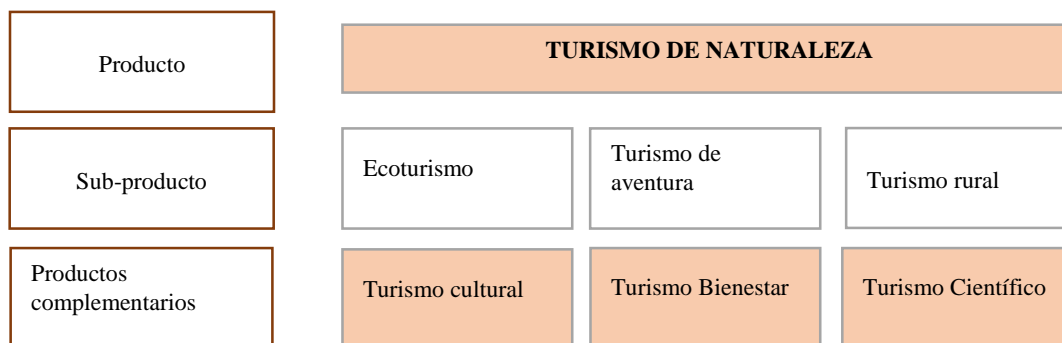 Producto
TURISMO DE NATURALEZA
Sub-producto
Ecoturismo
Turismo de
aventura
Turismo rural
Productos
complementarios
Turismo cultural
Turismo Bienestar
Turismo Científico